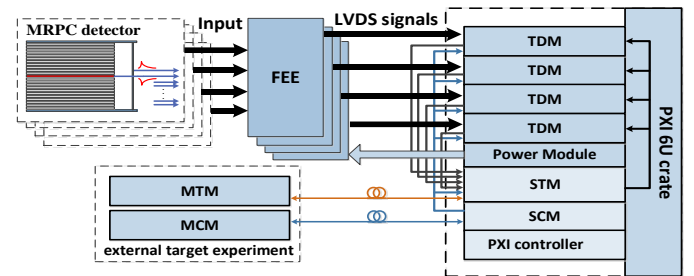 MRPC detector
Input
LVDS signals
FEE
TDM
TDM
TDM
TDM
Power Module
STM
SCM
PXI controller
PXI 6U crate
MTM
MCM
external target experiment